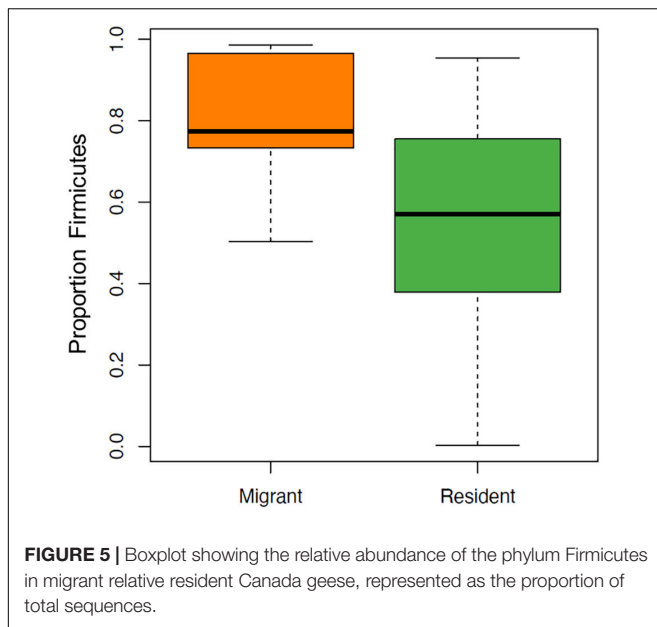 Proportion Firmicutes
1.0
0.8
0.6
0.4
0.2
0.0
Migrant Resident
FIGURE 5 | Boxplot showing the relative abundance of the phylum Firmicutes
in migrant relative resident Canada geese, represented as the proportion of
total sequences.